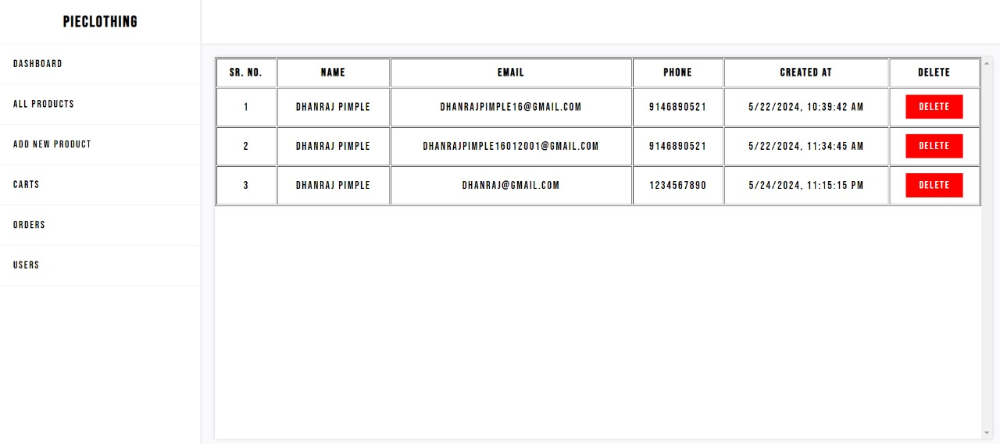 PIECLOTHING
DASHBOARD
ALL PRODUCTS
ADD NEW PRODUCT
CARTS
ORDERS
USERS
SR. NO. NAME EMAIL PHONE CREATED AT DELETE
1 DHANRAJ PIMPLE DHANRAJPIMPLE16@GMAIL.COM 9146890521 5/22/2024, 10:39:42 AM DELETE
2 DHANRAJ PIMPLE DHANRAJPIMPLE16012001@GMAIL.COM 9146890521 5/22/2024, 11:34:45 AM DELETE
3 DHANRAJ PIMPLE DHANRAJ@GMAIL.COM 1234567890 5/24/2024, 11:15:15 PM DELETE